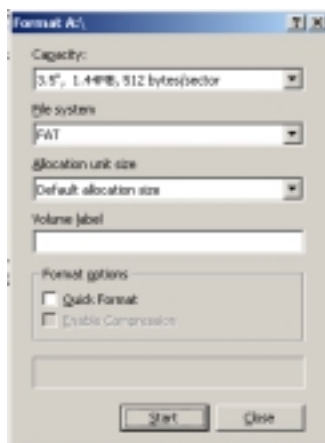 Format A:\
Capacity:
3.5", 1.44MB, 512 bytes/sector
File system
FAT
Allocation unit size
Default allocation size
Volume label
Format options
Quick Format
Enable Compression
Start
Close